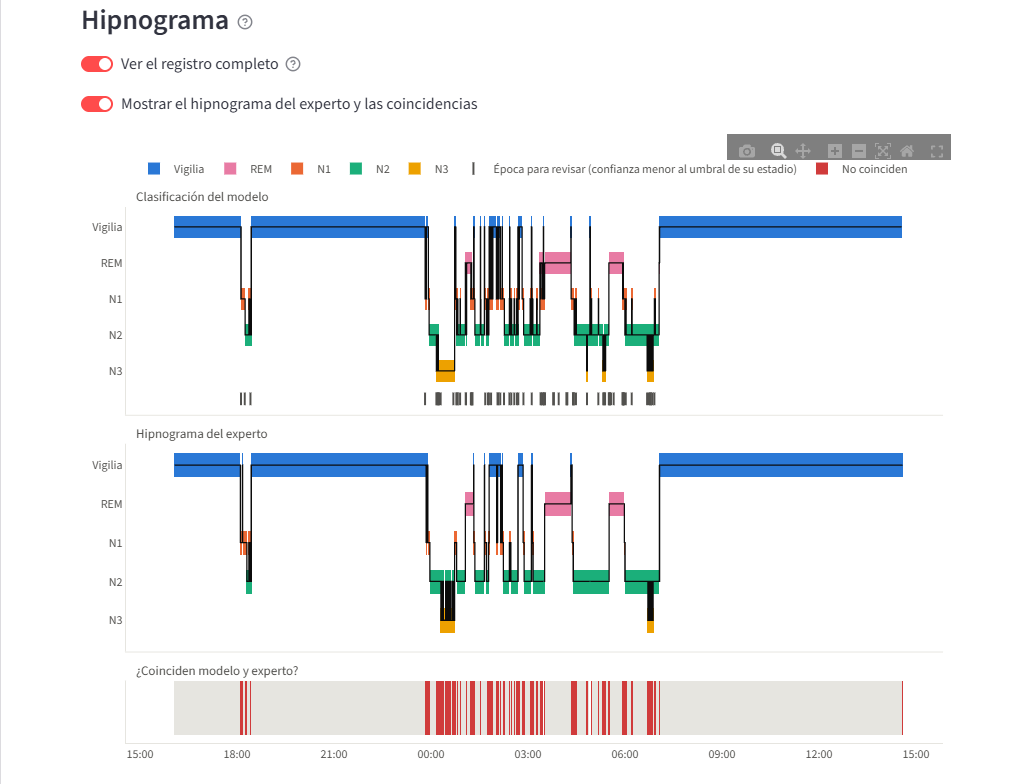 Hipnograma
Ver el registro completo
Mostrar el hipnograma del experto y las coincidencias
Vigilia REM N1 N2 N3 Época para revisar (confianza menor al umbral de su estadio) No coinciden
Clasificación del modelo
Vigilia
REM
N1
N2
N3
Hipnograma del experto
Vigilia
REM
N1
N2
N3
¿Coinciden modelo y experto?
15:00 18:00 21:00 00:00 03:00 06:00 09:00 12:00 15:00